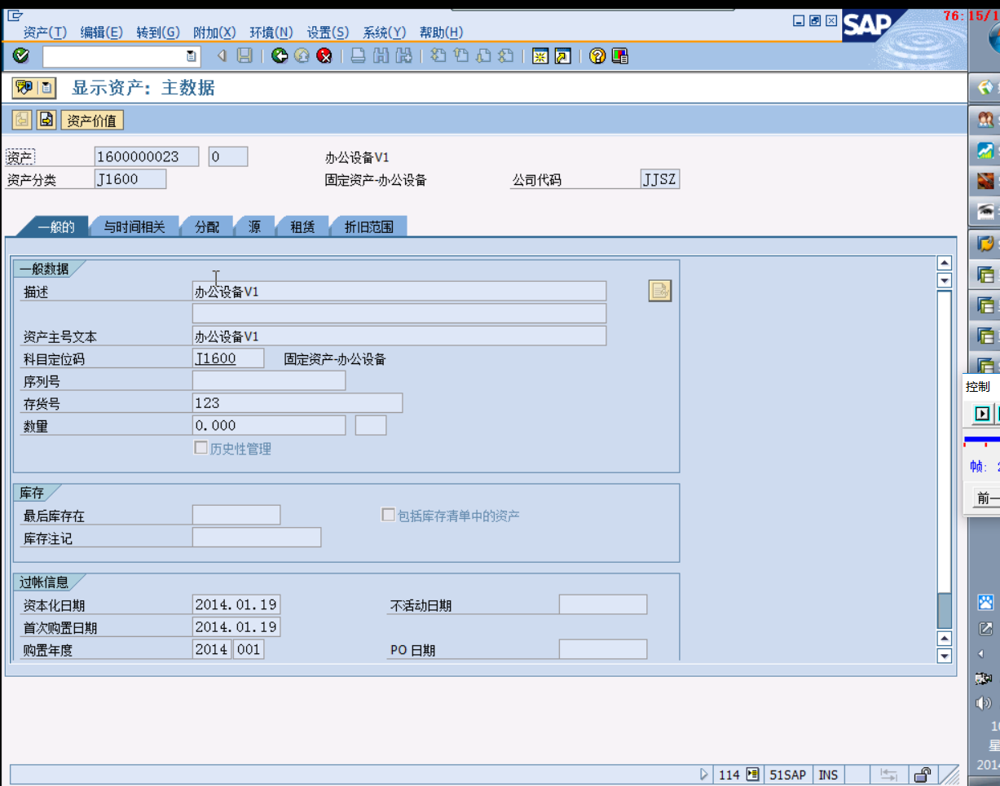 资产(T) 编辑(E) 转到(G) 附加(X) 环境(N) 设置(S) 系统(Y) 帮助(H)
SAP
76:15/1
显示资产：主数据
资产价值
资产 1600000023 0 办公设备V1
资产分类 J1600 固定资产-办公设备 公司代码 JJSZ
一般的 与时间相关 分配 源 租赁 折旧范围
一般数据
描述 办公设备V1
资产主号文本 办公设备V1
科目定位码 J1600 固定资产-办公设备
序列号
存货号 123
数量 0.000
历史性管理
库存
最后库存在 包括库存清单中的资产
库存注记
过帐信息
资本化日期 2014.01.19 不活动日期
首次购置日期 2014.01.19
购置年度 2014 001 PO 日期
114 51SAP INS
控制
帧:
前一
星
2014